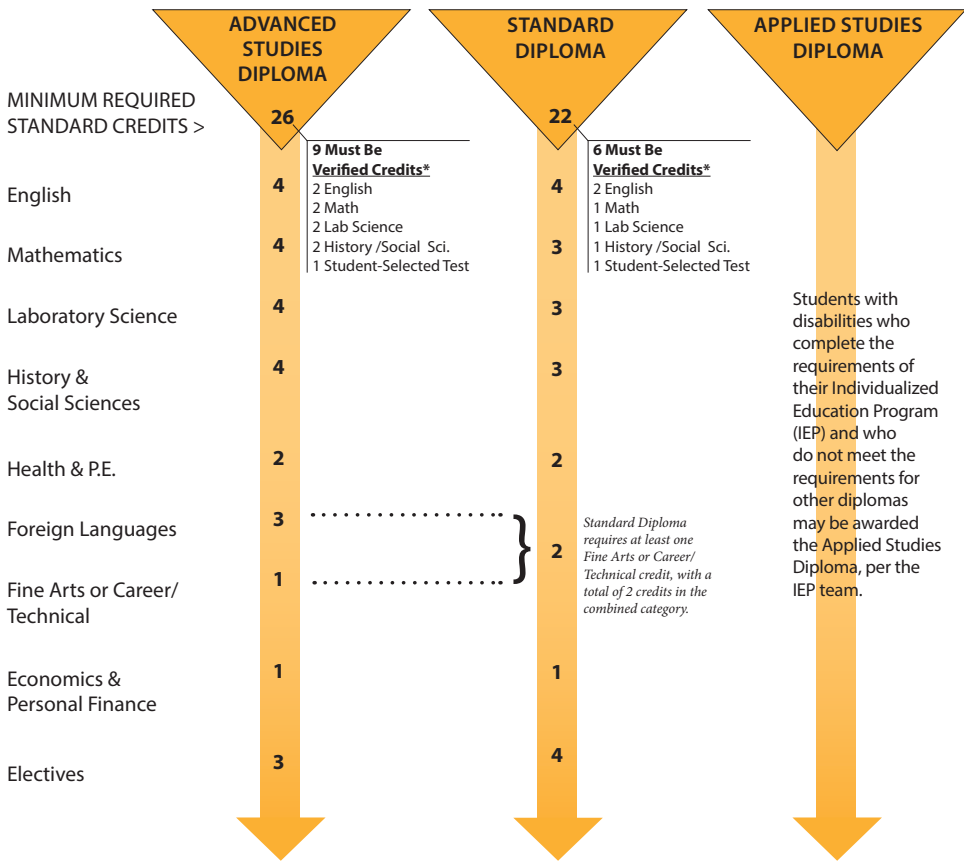 ADVANCED
STUDIES
DIPLOMA
STANDARD
DIPLOMA
APPLIED STUDIES
DIPLOMA
MINIMUM REQUIRED
STANDARD CREDITS >
26
22
9 Must Be
Verified Credits*
2 English
2 Math
2 Lab Science
2 History /Social Sci.
1 Student-Selected Test
6 Must Be
Verified Credits*
2 English
1 Math
1 Lab Science
1 History /Social Sci.
1 Student-Selected Test
English
4
4
Mathematics
4
3
Laboratory Science
4
3
History &
Social Sciences
4
3
Health & P.E.
2
2
Foreign Languages
3
Fine Arts or Career/
Technical
1
}
2
Standard Diploma
requires at least one
Fine Arts or Career/
Technical credit, with a
total of 2 credits in the
combined category.
Economics &
Personal Finance
1
1
Electives
3
4
Students with
disabilities who
complete the
requirements of
their Individualized
Education Program
(IEP) and who
do not meet the
requirements for
other diplomas
may be awarded
the Applied Studies
Diploma, per the
IEP team.